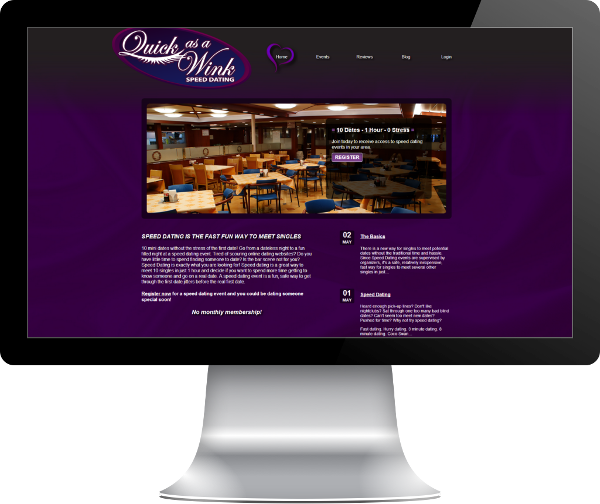 Quick as a
Wink
SPEED DATING
Home Events Reviews Blog Login
10 Dates - 1 Hour - 0 Stress
Join today to receive access to speed dating
events in your area.
REGISTER
SPEED DATING IS THE FAST FUN WAY TO MEET SINGLES
10 mini dates without the stress of the first date! Go from a dateless night to a fun
filled night at a speed dating event. Tired of scouring online dating websites? Do you
have little time to spend finding someone to date? Is the bar scene not for you?
Speed Dating is exactly what you are looking for! Speed dating is a great way to
meet 10 singles in just 1 hour and decide if you want to spend more time getting to
know someone and go on a real date. A speed dating event is a fun, safe way to get
through the first-date jitters before the real first date.
Register now for a speed dating event and you could be dating someone
special soon!
No monthly membership!
02
MAY
The Basics
There is a new way for singles to meet potential
dates without the traditional time and hassle.
Since Speed Dating events are supervised by
organizers, it's a safe, relatively inexpensive,
fast way for singles to meet several other
singles in just...
01
MAY
Speed Dating
Heard enough pick-up lines? Don't like
nightclubs? Sat through one too many bad blind
dates? Can't seem to meet new dates?
Pushed for time? Why not try speed dating?
Fast dating. Hurry dating. 3 minute dating. 8
minute dating.